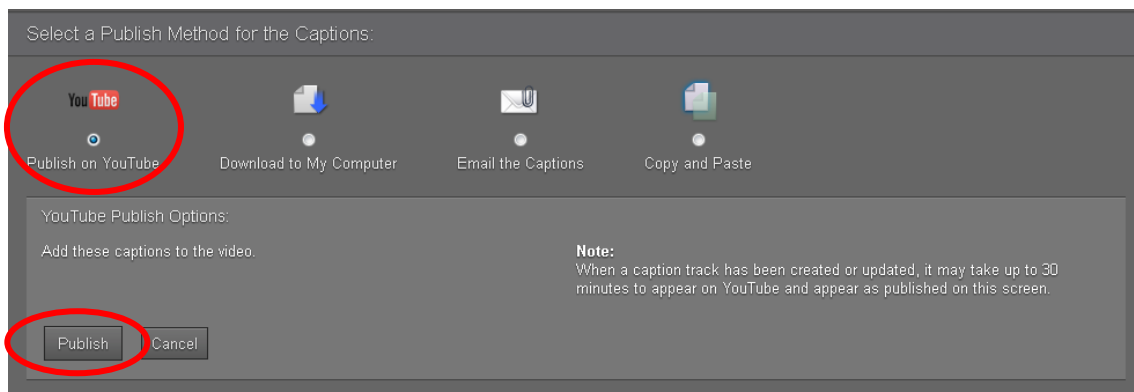 Select a Publish Method for the Captions:
You Tube
Publish on YouTube
Download to My Computer
Email the Captions
Copy and Paste
YouTube Publish Options:
Add these captions to the video.
Note:
When a caption track has been created or updated, it may take up to 30
minutes to appear on YouTube and appear as published on this screen.
Publish
Cancel